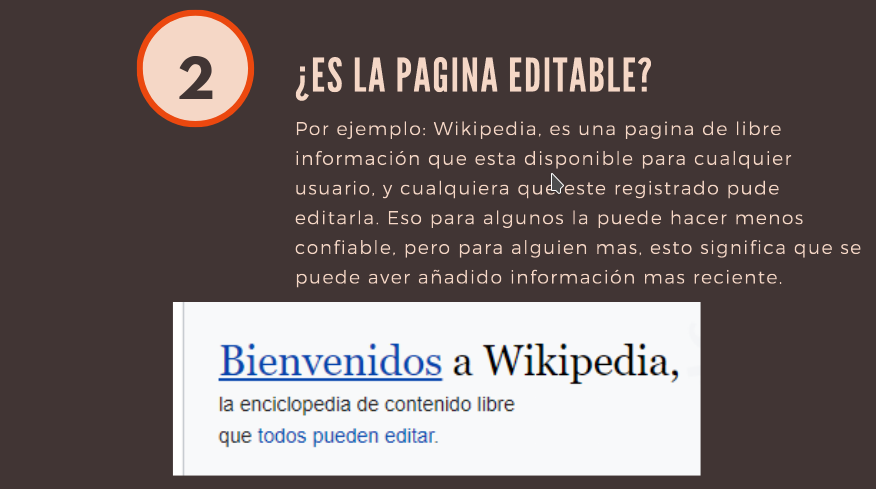 2
¿ES LA PAGINA EDITABLE?
Por ejemplo: Wikipedia, es una pagina de libre
información que esta disponible para cualquier
usuario, y cualquiera que este registrado pude
editarla. Eso para algunos la puede hacer menos
confiable, pero para alguien mas, esto significa que se
puede aver añadido información mas reciente.
Bienvenidos a Wikipedia,
la enciclopedia de contenido libre
que todos pueden editar.